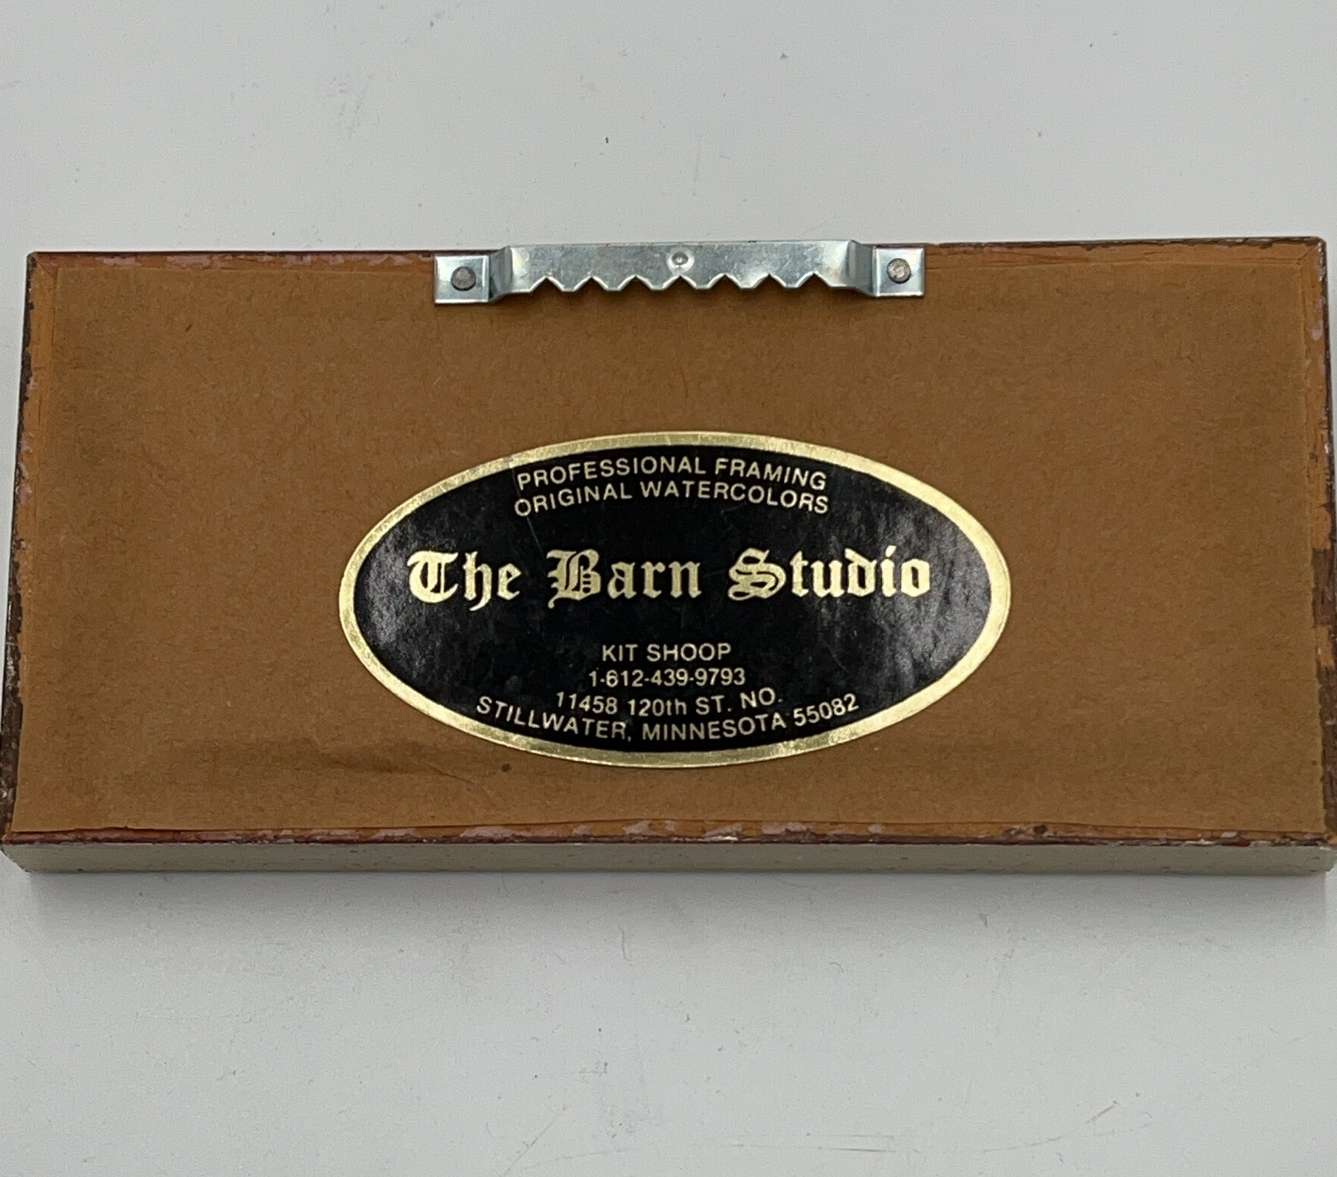 PROFESSIONAL FRAMING
ORIGINAL WATERCOLORS
The Barn Studio
KIT SHOOP
1-612-439-9793
11458 120th ST. NO.
STILLWATER, MINNESOTA 55082